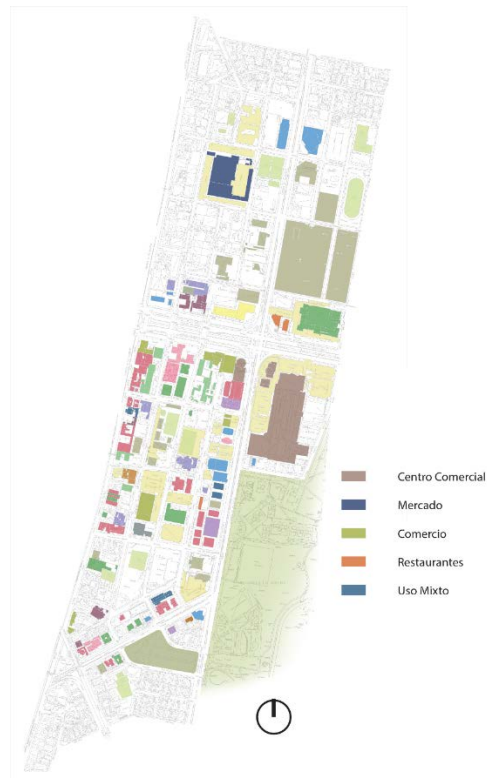 Centro Comercial
Mercado
Comercio
Restaurantes
Uso Mixto